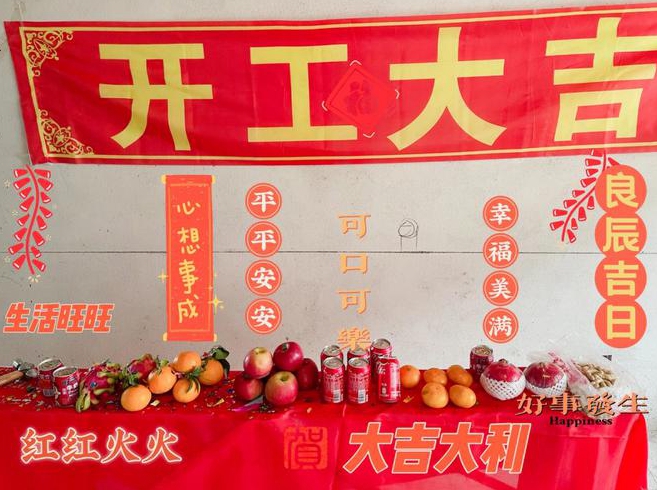 开工大吉
福
良辰吉日
心想事成
平平安安
可口可樂
幸福美满
生活旺旺
好事發生
Happiness
红红火火
賀
大吉大利